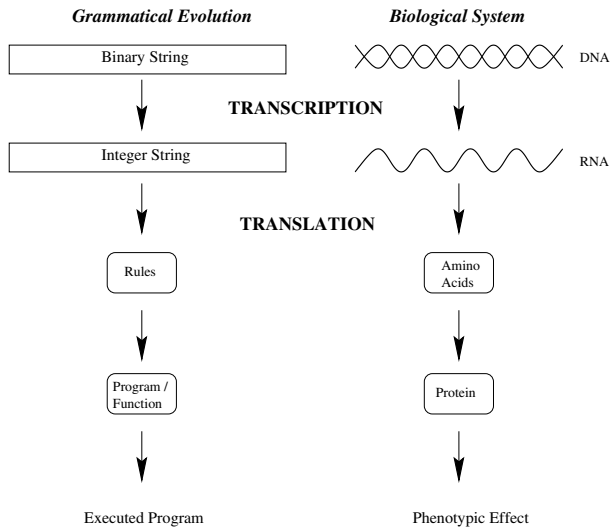 Grammatical Evolution
Biological System
Binary String
DNA
TRANSCRIPTION
Integer String
RNA
TRANSLATION
Rules
Amino
Acids
Program /
Function
Protein
Executed Program
Phenotypic Effect